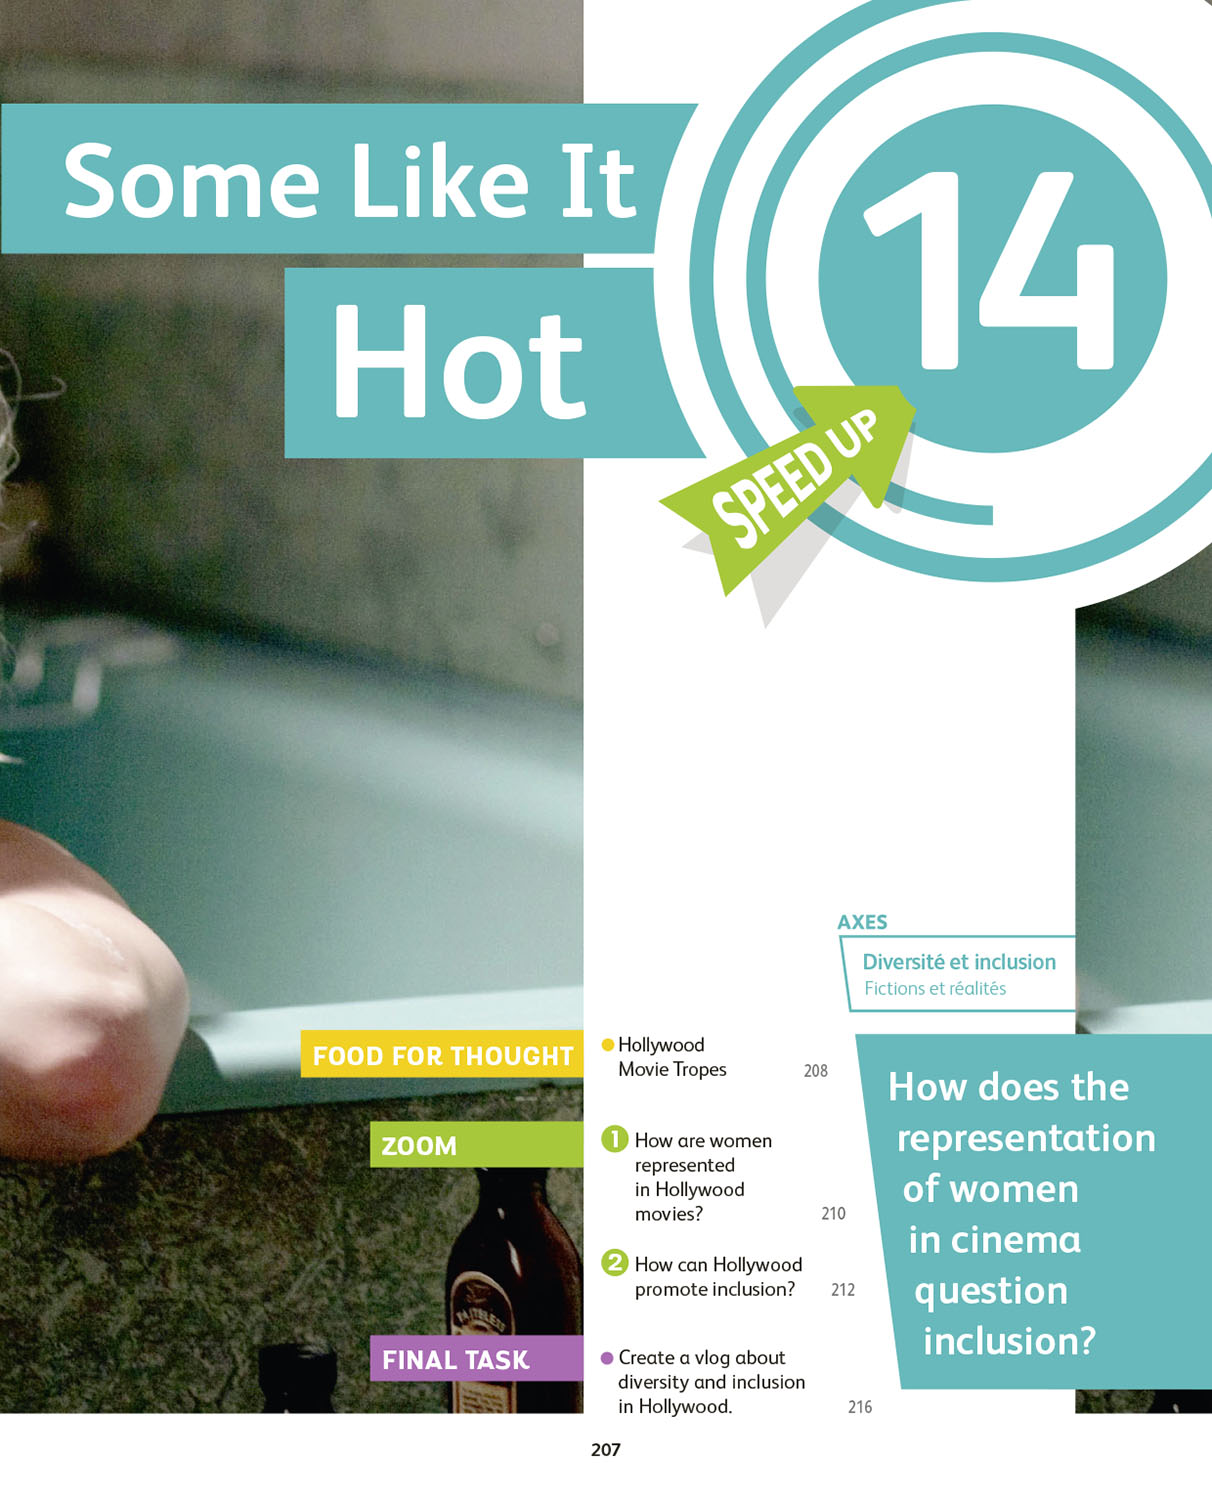 Some Like It
Hot
14
SPEED UP
AXES
Diversité et inclusion
Fictions et réalités
FOOD FOR THOUGHT
Hollywood
Movie Tropes 208
ZOOM
1 How are women
represented
in Hollywood
movies? 210
2 How can Hollywood
promote inclusion? 212
FINAL TASK
Create a vlog about
diversity and inclusion
in Hollywood. 216
How does the
representation
of women
in cinema
question
inclusion?
207